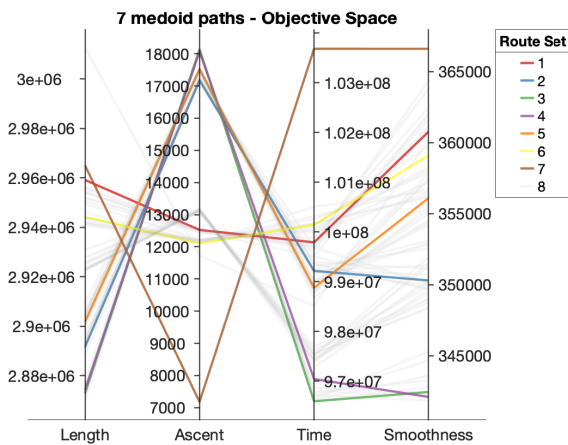 7 medoid paths - Objective Space
3e+06
2.98e+06
2.96e+06
2.94e+06
2.92e+06
2.9e+06
2.88e+06
18000
17000
16000
15000
14000
13000
12000
11000
10000
9000
8000
7000
1.03e+08
1.02e+08
1.01e+08
1e+08
9.9e+07
9.8e+07
9.7e+07
365000
360000
355000
350000
345000
Length Ascent Time Smoothness
Route Set
1
2
3
4
5
6
7
8